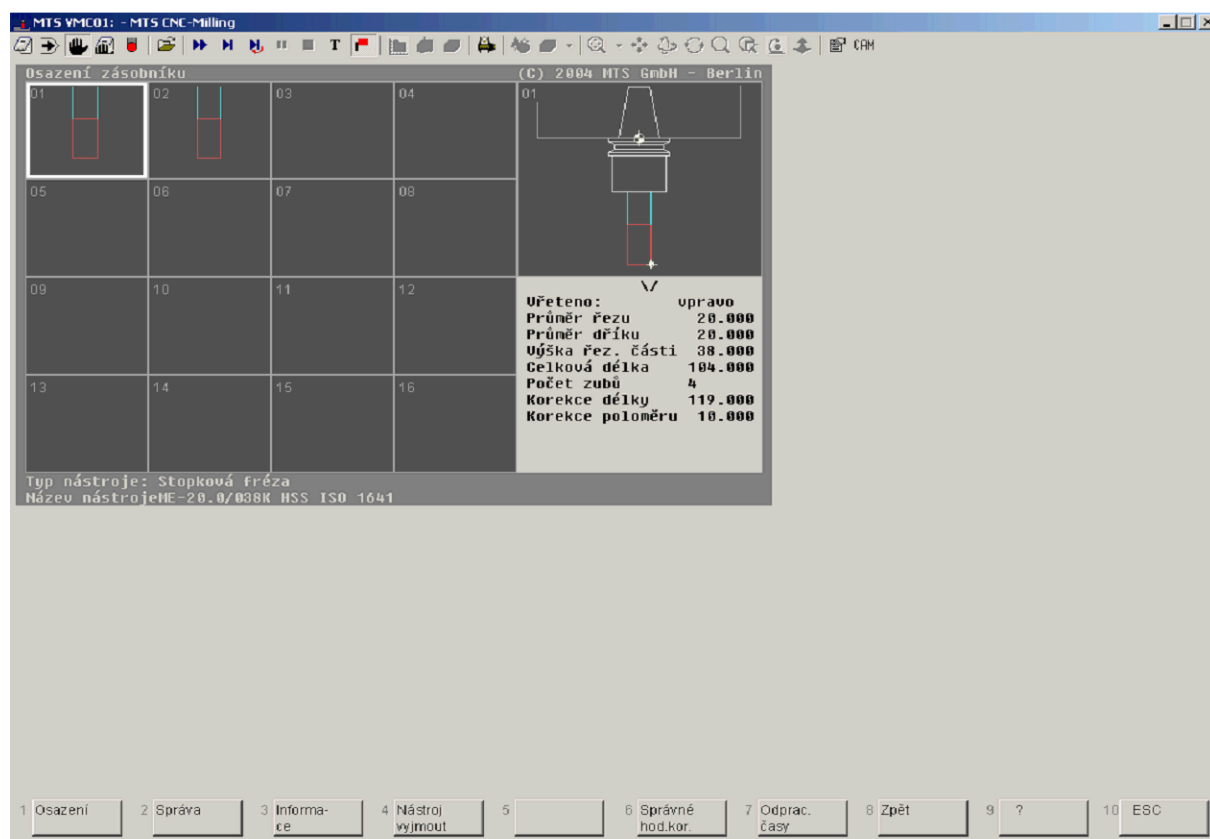 MTS VMC01: - MTS CNC-Milling
T CAM
Osazení zásobníku (C) 2004 MTS GmbH - Berlin
01 02 03 04 01
05 06 07 08
09 10 11 12
13 14 15 16
Vřeteno: vpravo
Průměr řezu 20.000
Průměr dříku 20.000
Výška řez. části 38.000
Celková délka 104.000
Počet zubů 4
Korekce délky 119.000
Korekce poloměru 10.000
Typ nástroje: Stopková fréza
Název nástrojeME-20.0/038K HSS ISO 1641
1 Osazení 2 Správa 3 Informa- 4 Nástroj 5 6 Správné 7 Odprac. 8 Zpět 9 ? 10 ESC
ce vyjmout hod.kor. časy